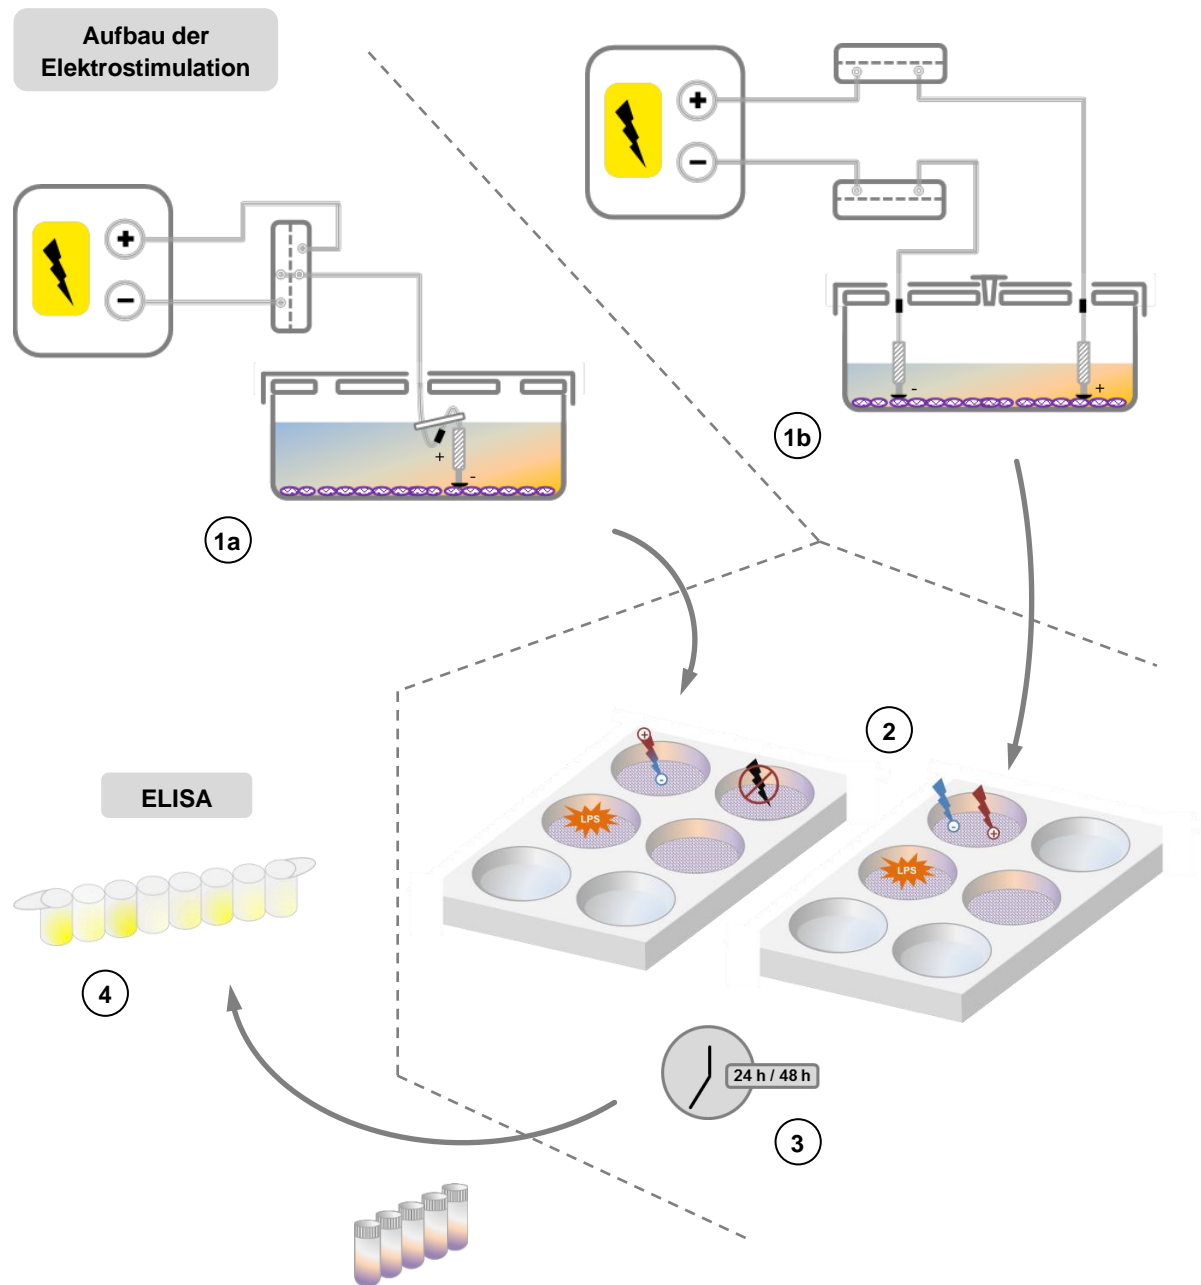 Aufbau der
Elektrostimulation
+
−
+
−
-
+
1b
+
-
1a
2
+
-
LPS
-
+
LPS
ELISA
4
24 h / 48 h
3